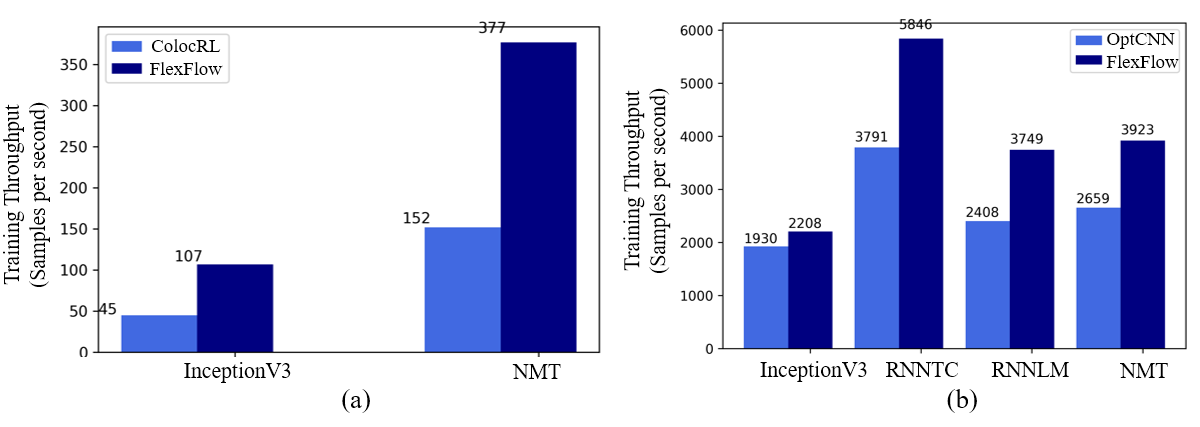 377
ColocRL
FlexFlow
350
300
250
200
150
100
50
0
152
107
45
Training Throughput
(Samples per second)
InceptionV3
NMT
(a)
5846
OptCNN
FlexFlow
6000
5000
4000
3000
2000
1000
0
3791
3749
3923
2408
2659
1930
2208
Training Throughput
(Samples per second)
InceptionV3
RNNTC
RNNLM
NMT
(b)